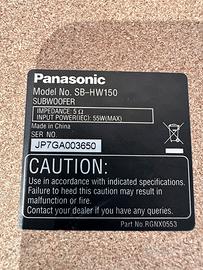 Panasonic
Model No. SB-HW150
SUBWOOFER
IMPEDANCE: 5 Ω
INPUT POWER(IEC): 55W(MAX)
Made in China
SER NO.
JP7GA003650
CAUTION:
Use in accordance with indicated specifications.
Failure to heed this caution may result in
malfunction or fire.
Contact your dealer if you have any questions.
Part No.RGNX0553